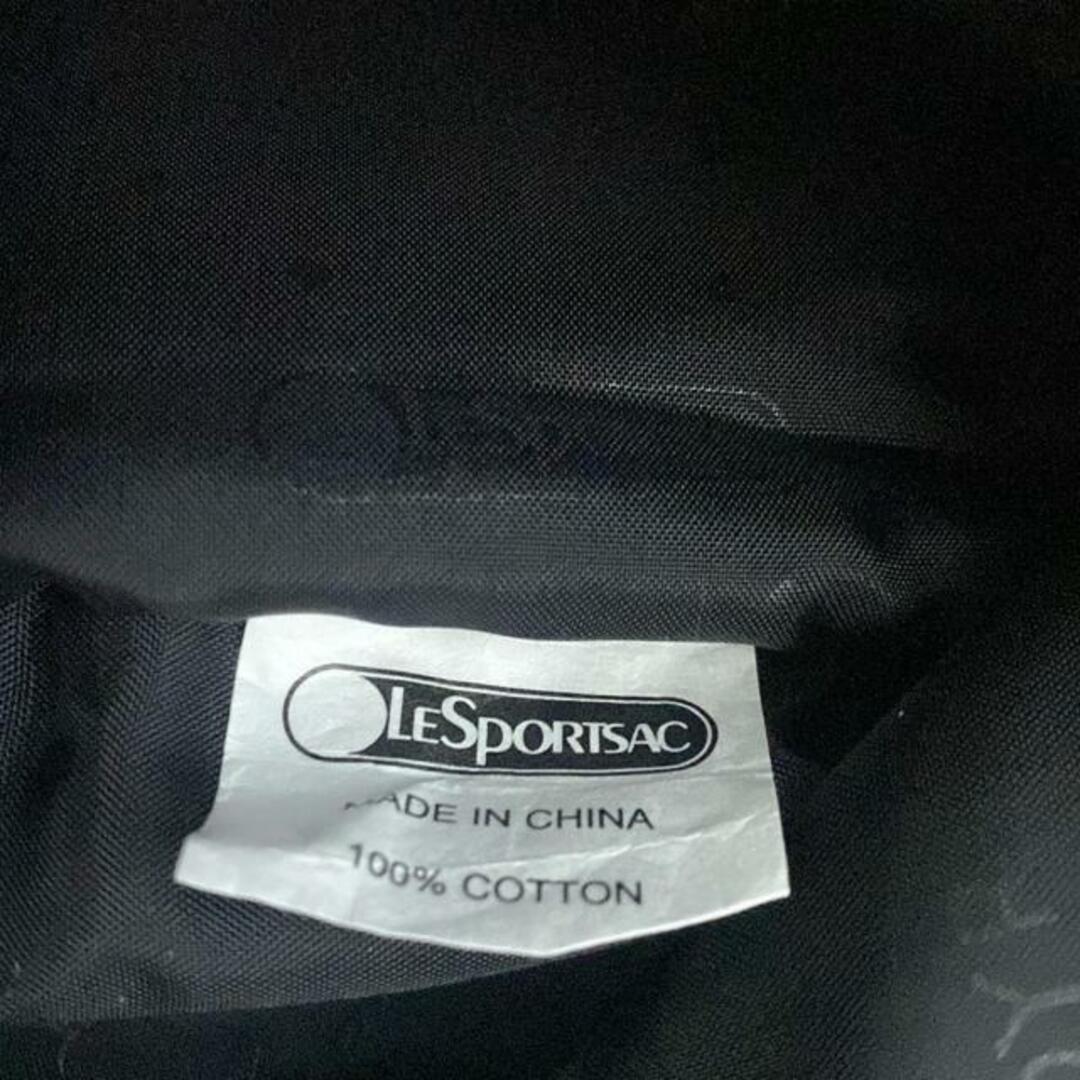 LESPORTSAC
MADE IN CHINA
100% COTTON